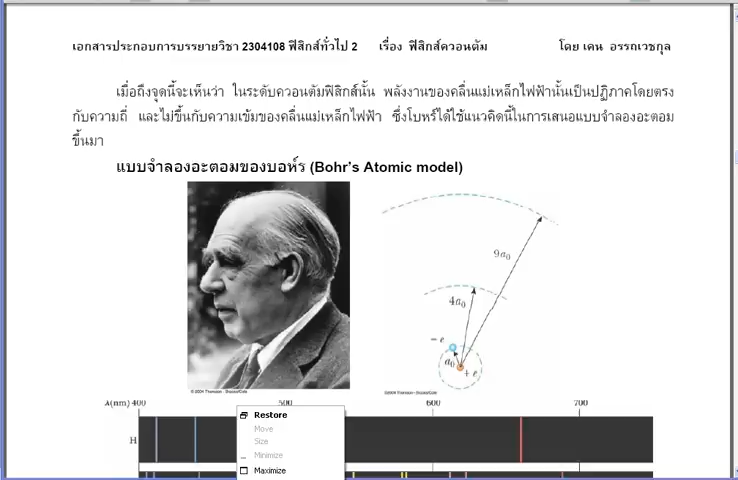 เอกสารประกอบการบรรยายวิชา 2304108 ฟิสิกส์ทั่วไป 2 เรื่อง ฟิสิกส์ควอนตัม โดย เคน อรรถเวชกุล
เมื่อถึงจุดนี้จะเห็นว่า ในระดับควอนตัมฟิสิกส์นั้น พลังงานของคลื่นแม่เหล็กไฟฟ้านั้นเป็นปฏิภาคโดยตรง
กับความถี่ และไม่ขึ้นกับความเข้มของคลื่นแม่เหล็กไฟฟ้า ซึ่งโบหร์ได้ใช้แนวคิดนี้ในการเสนอแบบจำลองอะตอม
ขึ้นมา
แบบจำลองอะตอมของบอห์ร (Bohr's Atomic model)
9a₀
4a₀
− e
a₀
+ e
© 2004 Thomson - Brooks/Cole
©2004 Thomson - Brooks/Cole
λ(nm) 400 500 600 700
H
Restore
Move
Size
Minimize
Maximize